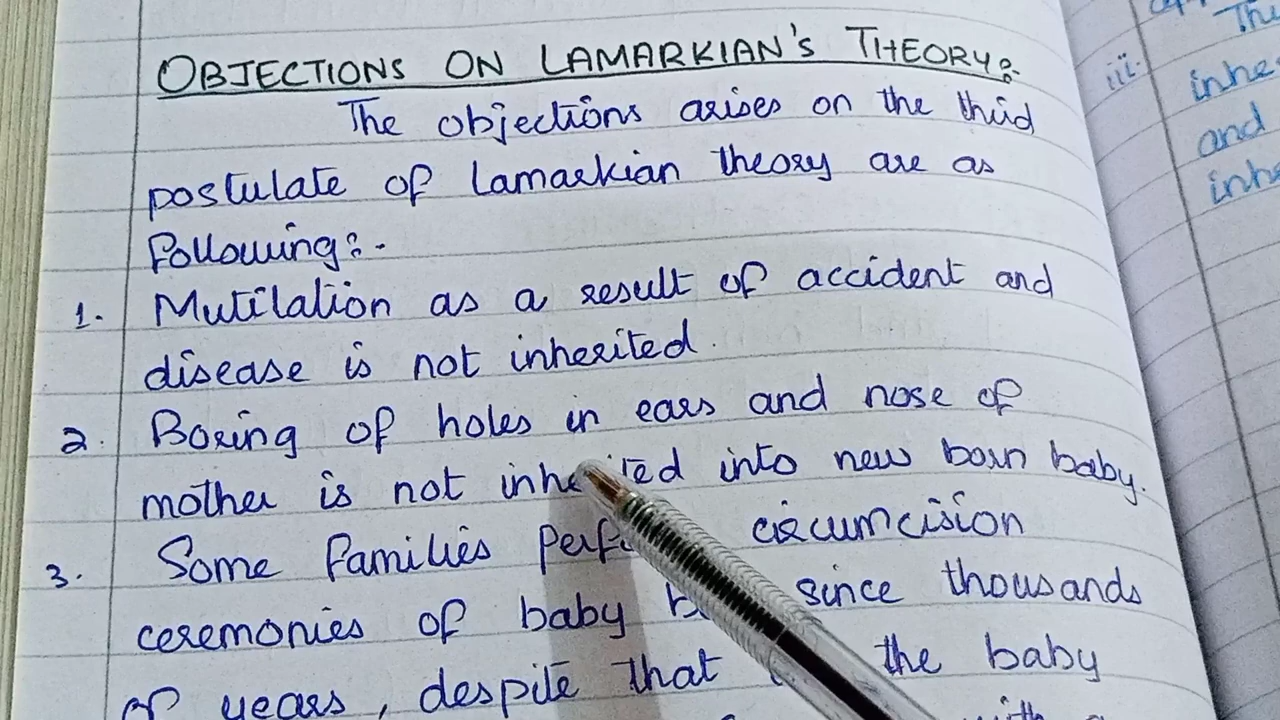 OBJECTIONS ON LAMARKIAN'S THEORY:-
The objections arises on the third
postulate of Lamarkian theory are as
following:-
1. Mutilation as a result of accident and
disease is not inherited.
2. Boring of holes in ears and nose of
mother is not into new born baby.
3. Some families circumcision
ceremonies of baby since thousands
of years, despite that the baby
iii.
inhe
and
inhe